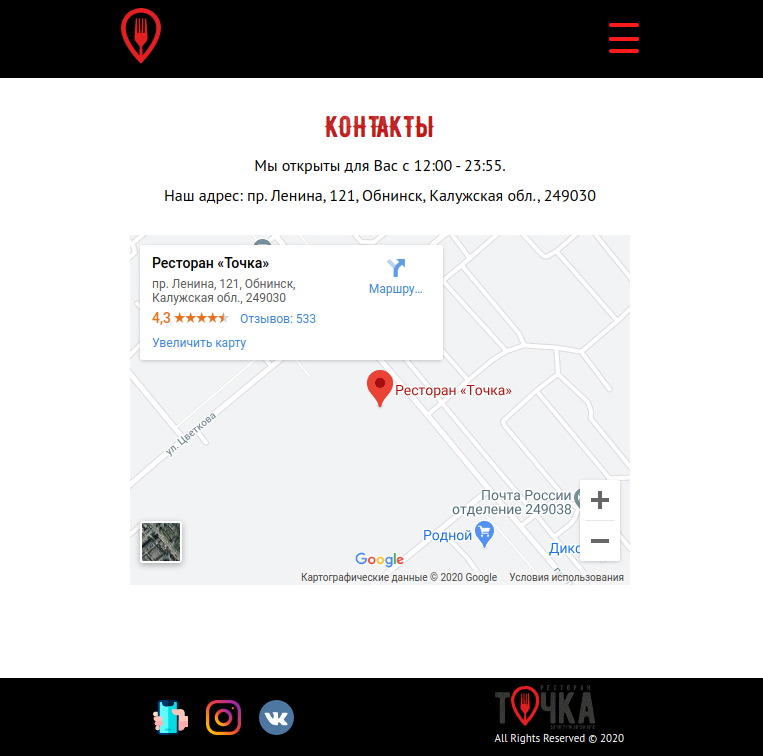 КОНТАКТЫ
Мы открыты для Вас с 12:00 - 23:55.
Наш адрес: пр. Ленина, 121, Обнинск, Калужская обл., 249030
Ресторан «Точка»
пр. Ленина, 121, Обнинск,
Калужская обл., 249030
Маршру...
4,3 Отзывов: 533
Увеличить карту
Ресторан «Точка»
ул. Цветкова
Почта России
отделение 249038
Родной
Дикс
Google
Картографические данные © 2020 Google Условия использования
РЕСТОРАН
ТОЧКА
All Rights Reserved © 2020